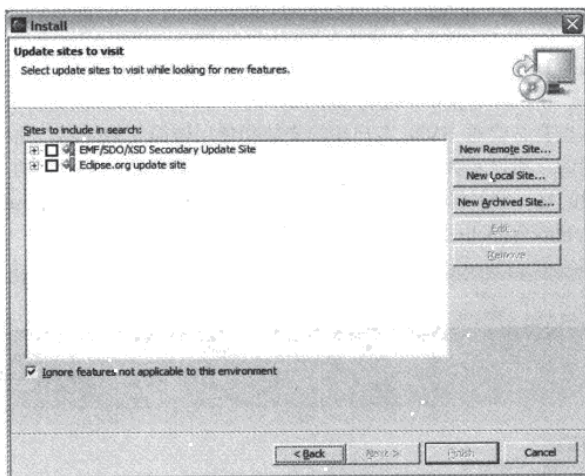 Install
Update sites to visit
Select update sites to visit while looking for new features.
Sites to include in search:
EMF/SDO/XSD Secondary Update Site
Eclipse.org update site
New Remote Site...
New Local Site...
New Archived Site...
Edit...
Remove
Ignore features not applicable to this environment
< Back
Next >
Finish
Cancel